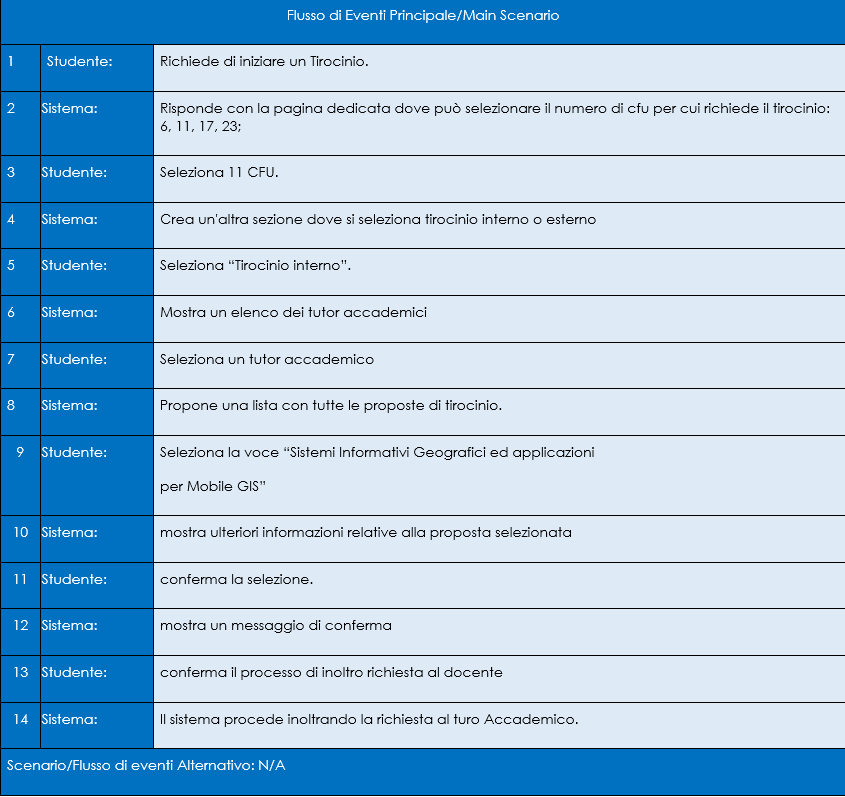 Flusso di Eventi Principale/Main Scenario
1 Studente: Richiede di iniziare un Tirocinio.
2 Sistema: Risponde con la pagina dedicata dove può selezionare il numero di cfu per cui richiede il tirocinio:
6, 11, 17, 23;
3 Studente: Seleziona 11 CFU.
4 Sistema: Crea un'altra sezione dove si seleziona tirocinio interno o esterno
5 Studente: Seleziona “Tirocinio interno”.
6 Sistema: Mostra un elenco dei tutor accademici
7 Studente: Seleziona un tutor accademico
8 Sistema: Propone una lista con tutte le proposte di tirocinio.
9 Studente: Seleziona la voce “Sistemi Informativi Geografici ed applicazioni
per Mobile GIS”
10 Sistema: mostra ulteriori informazioni relative alla proposta selezionata
11 Studente: conferma la selezione.
12 Sistema: mostra un messaggio di conferma
13 Studente: conferma il processo di inoltro richiesta al docente
14 Sistema: Il sistema procede inoltrando la richiesta al turo Accademico.
Scenario/Flusso di eventi Alternativo: N/A